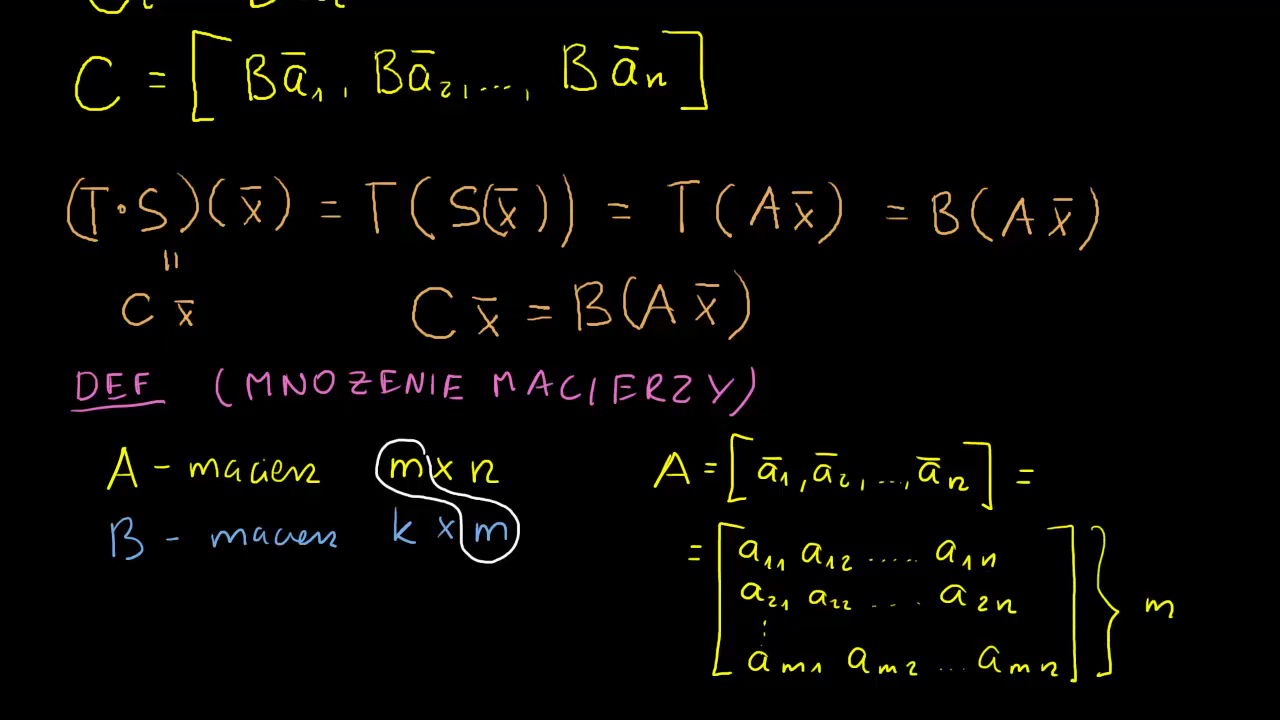 C = [ Bā₁, Bā₂, ..., Bāₙ ]
(T∘S)(x̄) = T(S(x̄)) = T(Ax̄) = B(Ax̄)
=
Cx̄ Cx̄ = B(Ax̄)
DEF (MNOZENIE MACIERZY)
A - macierz m × n
B - macierz k × m
A = [ā₁, ā₂, ..., āₙ] =
= [ a₁₁ a₁₂ ..... a₁ₙ
a₂₁ a₂₂ .... a₂ₙ
⋮
aₘ₁ aₘ₂ ... aₘₙ ] } m